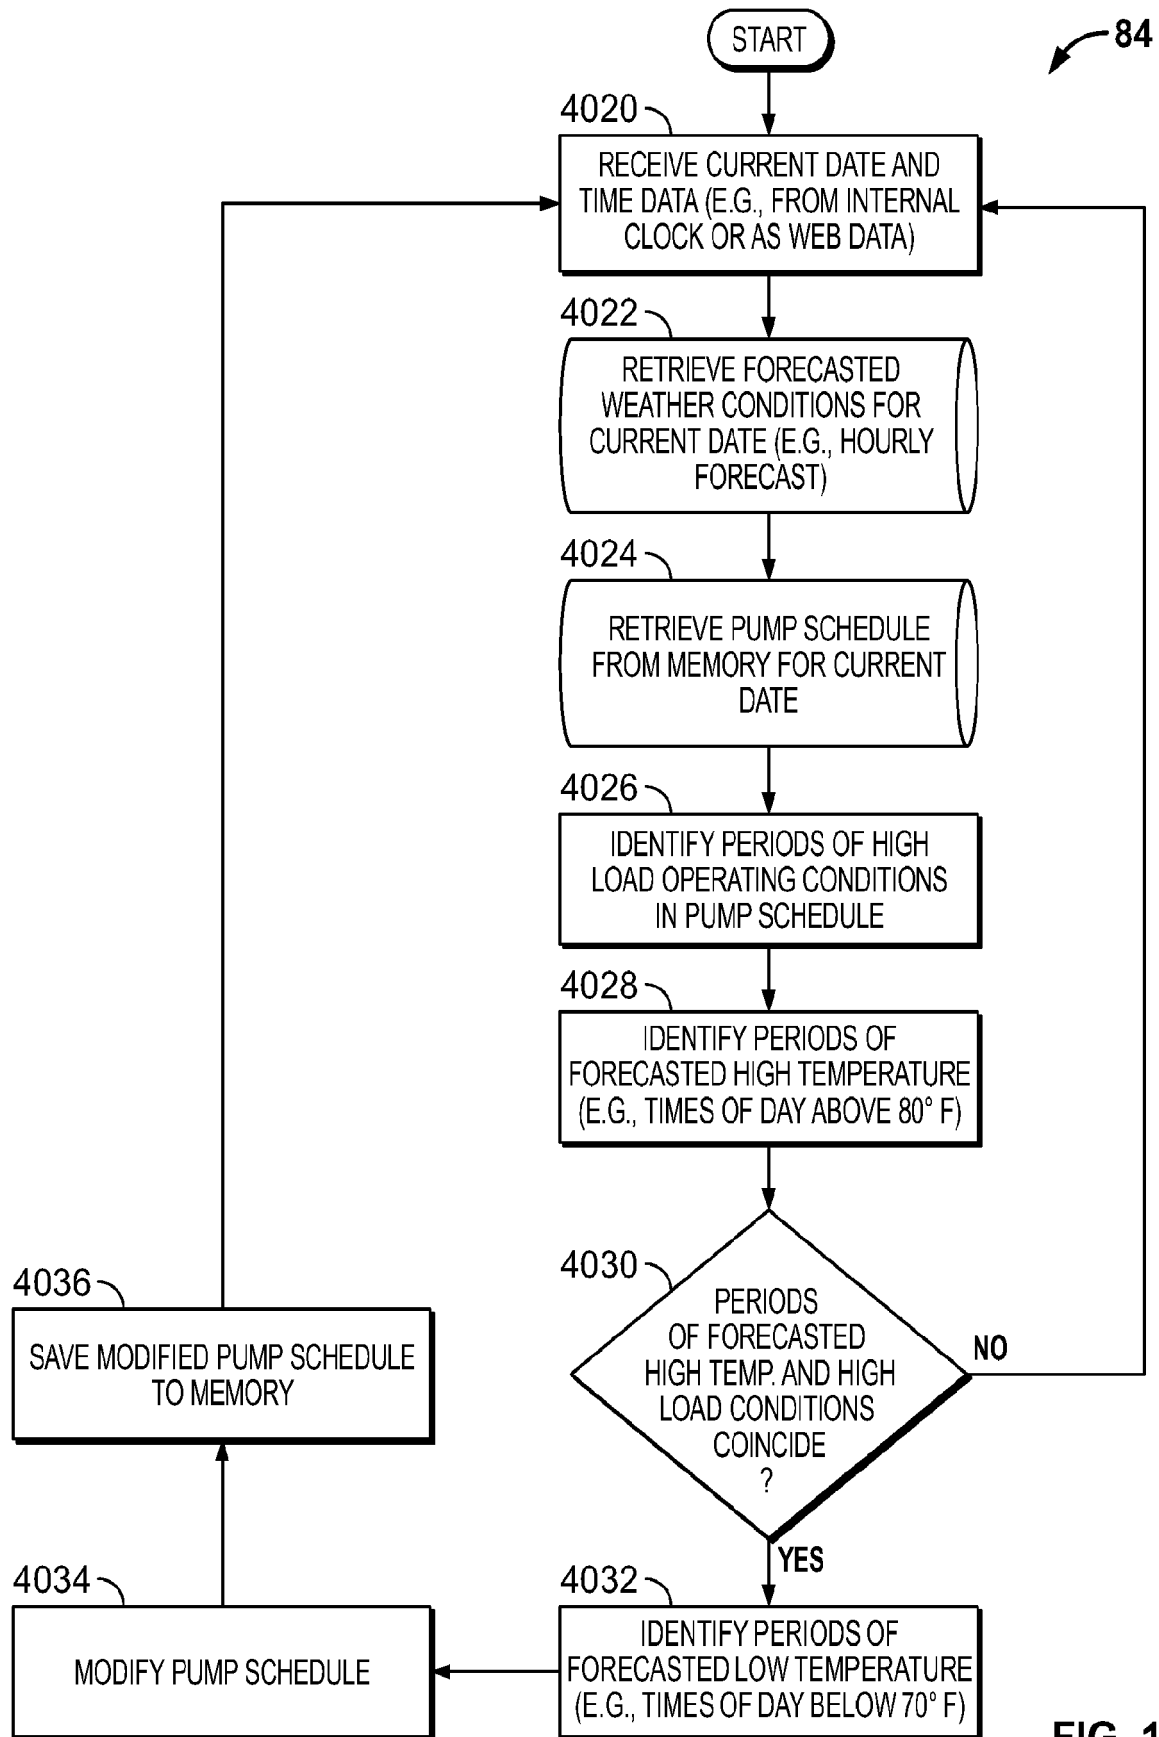 START
84
4020
RECEIVE CURRENT DATE AND
TIME DATA (E.G., FROM INTERNAL
CLOCK OR AS WEB DATA)
4022
RETRIEVE FORECASTED
WEATHER CONDITIONS FOR
CURRENT DATE (E.G., HOURLY
FORECAST)
4024
RETRIEVE PUMP SCHEDULE
FROM MEMORY FOR CURRENT
DATE
4026
IDENTIFY PERIODS OF HIGH
LOAD OPERATING CONDITIONS
IN PUMP SCHEDULE
4028
IDENTIFY PERIODS OF
FORECASTED HIGH TEMPERATURE
(E.G., TIMES OF DAY ABOVE 80° F)
4030
PERIODS
OF FORECASTED
HIGH TEMP. AND HIGH
LOAD CONDITIONS
COINCIDE
?
NO
YES
4036
SAVE MODIFIED PUMP SCHEDULE
TO MEMORY
4034
MODIFY PUMP SCHEDULE
4032
IDENTIFY PERIODS OF
FORECASTED LOW TEMPERATURE
(E.G., TIMES OF DAY BELOW 70° F)
FIG. 1